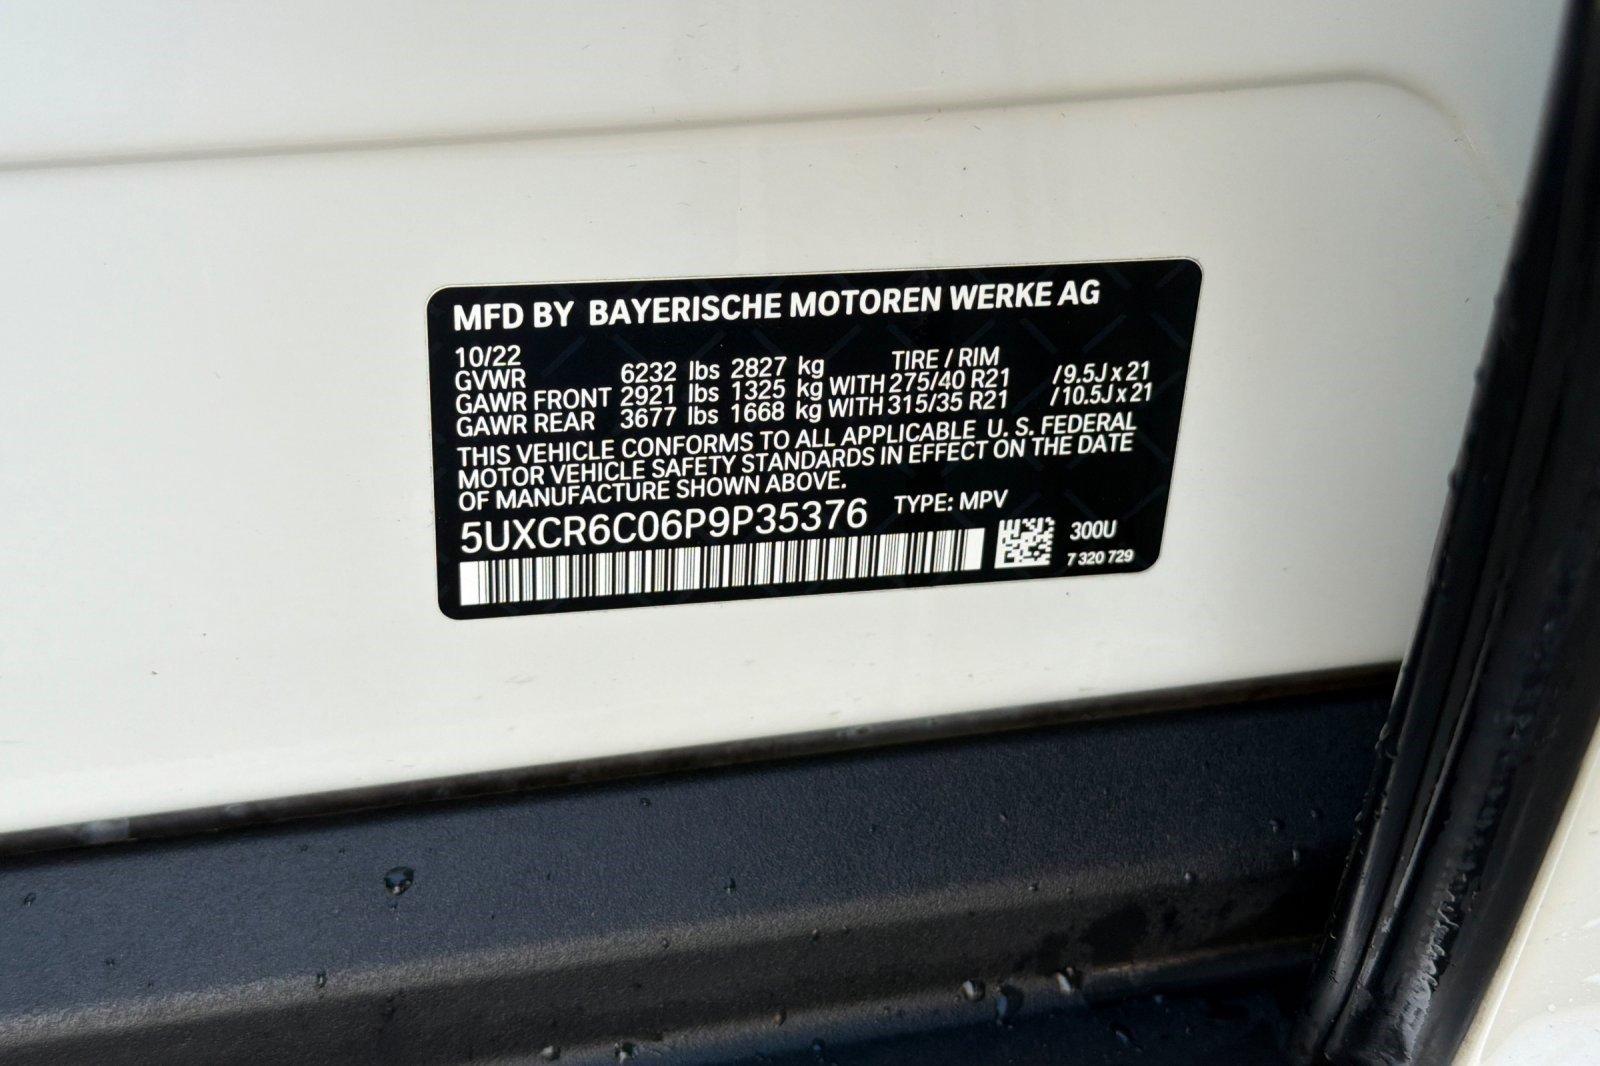 MFD BY BAYERISCHE MOTOREN WERKE AG
10/22 TIRE / RIM
GVWR 6232 lbs 2827 kg
GAWR FRONT 2921 lbs 1325 kg WITH 275/40 R21 / 9.5J x 21
GAWR REAR 3677 lbs 1668 kg WITH 315/35 R21 / 10.5J x 21
THIS VEHICLE CONFORMS TO ALL APPLICABLE U. S. FEDERAL
MOTOR VEHICLE SAFETY STANDARDS IN EFFECT ON THE DATE
OF MANUFACTURE SHOWN ABOVE.
5UXCR6C06P9P35376 TYPE: MPV
300U
7 320 729